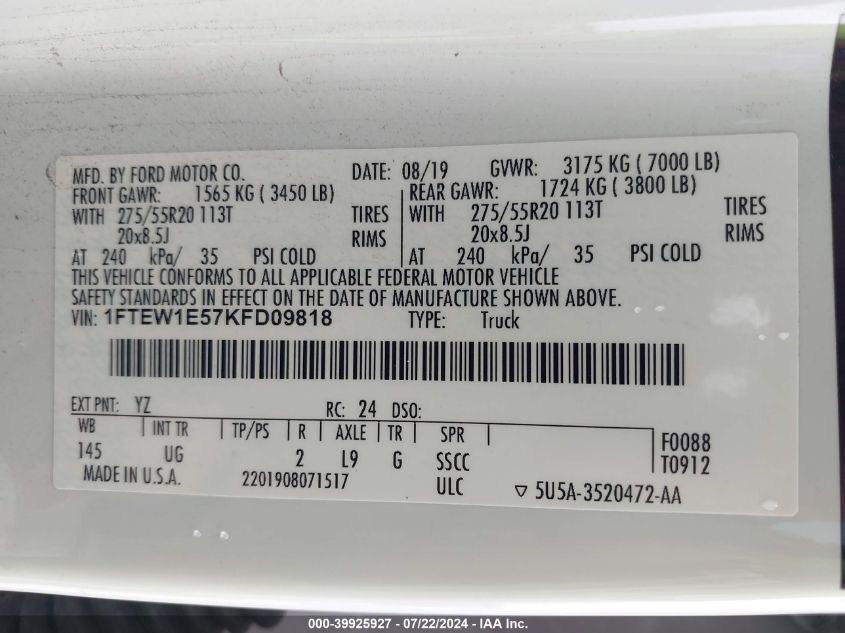 MFD. BY FORD MOTOR CO. DATE: 08/19 GVWR: 3175 KG ( 7000 LB)
FRONT GAWR: 1565 KG ( 3450 LB) REAR GAWR: 1724 KG ( 3800 LB)
WITH 275/55R20 113T TIRES WITH 275/55R20 113T TIRES
20x8.5J RIMS 20x8.5J RIMS
AT 240 kPa/ 35 PSI COLD AT 240 kPa/ 35 PSI COLD
THIS VEHICLE CONFORMS TO ALL APPLICABLE FEDERAL MOTOR VEHICLE
SAFETY STANDARDS IN EFFECT ON THE DATE OF MANUFACTURE SHOWN ABOVE.
VIN: 1FTEW1E57KFD09818 TYPE: Truck
EXT PNT: YZ RC: 24 DSO:
WB INT TR TP/PS R AXLE TR SPR F0088
145 UG 2 L9 G SSCC T0912
MADE IN U.S.A. 2201908071517 ULC ▽ 5U5A-3520472-AA
000-39925927 - 07/22/2024 - IAA Inc.